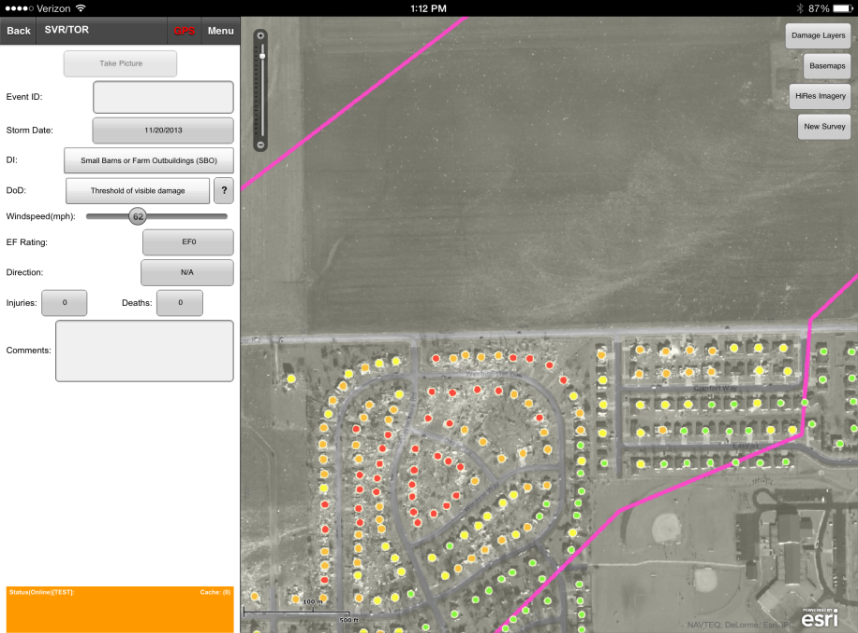 Verizon 1:12 PM 87%
Back SVR/TOR GPS Menu
Take Picture
Event ID:
Storm Date: 11/20/2013
DI: Small Barns or Farm Outbuildings (SBO)
DoD: Threshold of visible damage ?
Windspeed(mph): 62
EF Rating: EF0
Direction: N/A
Injuries: 0 Deaths: 0
Comments:
Status(Online)[TEST]: Cache: (0)
Damage Layers
Basemaps
HiRes Imagery
New Survey
100 m
500 ft
POWERED BY
esri
NAVTEQ, DeLorme, Esri